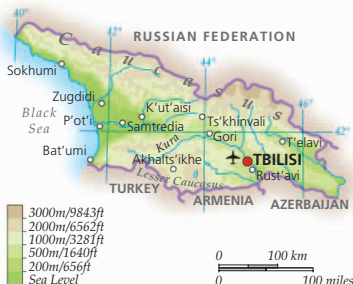 40°
42°
RUSSIAN FEDERATION
Caucasus
Sokhumi
44°
Zugdidi
Black
Sea
K'ut'aisi
46°
P'ot'i
Samtredia
Ts'khinvali
Gori
42°
Kura
T'elavi
Bat'umi
Akhalts'ikhe
TBILISI
Rust'avi
Lesser Caucasus
TURKEY
ARMENIA
AZERBAIJAN
3000m/9843ft
2000m/6562ft
1000m/3281ft
500m/1640ft
200m/656ft
Sea Level
0 100 km
0 100 miles